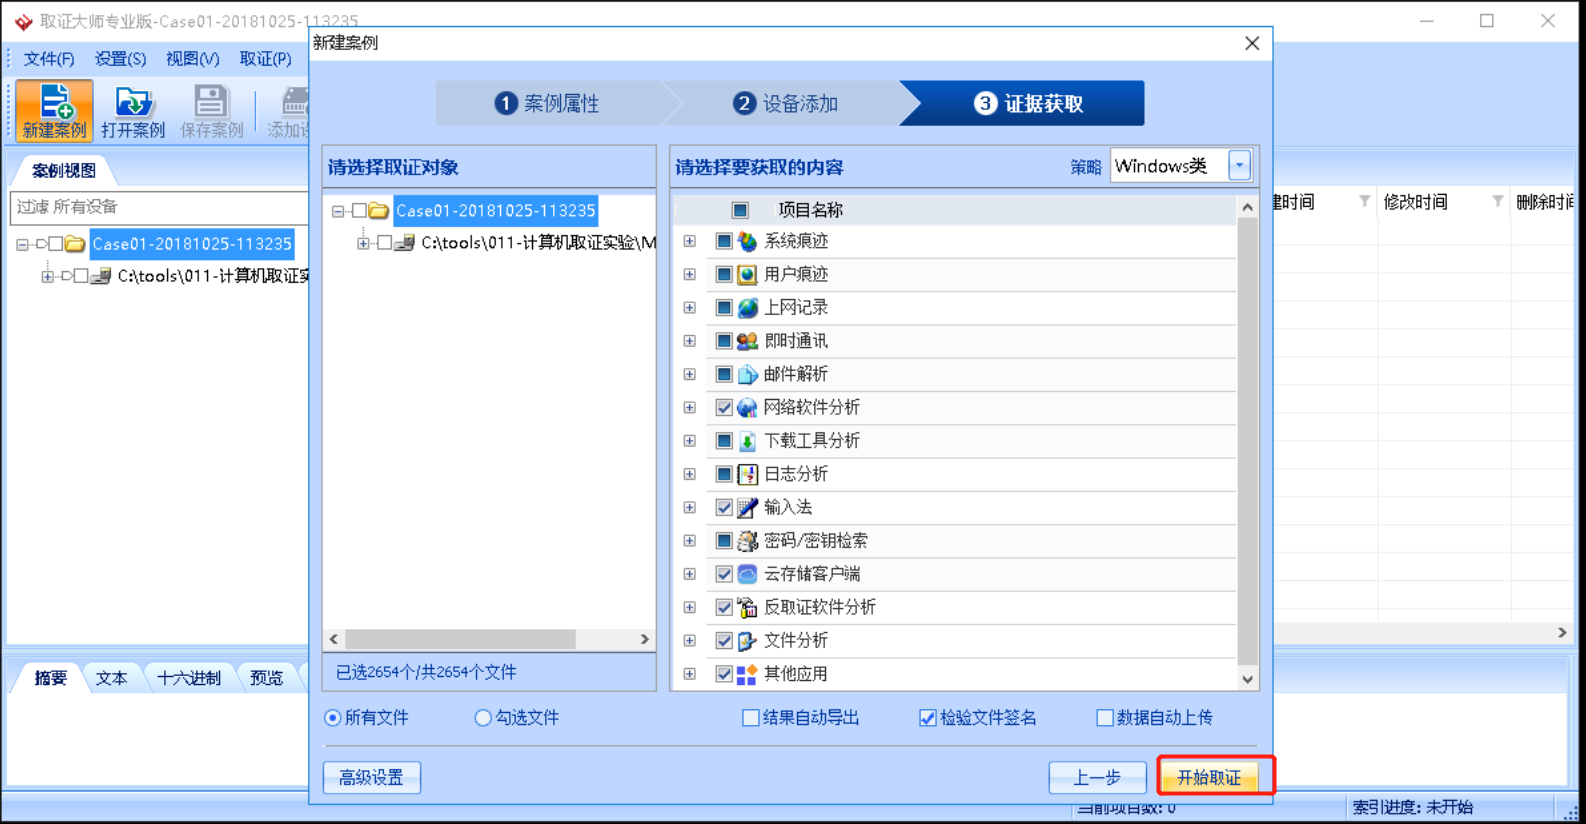 取证大师专业版-Case01-20181025-113235
文件(F) 设置(S) 视图(V) 取证(P)
新建案例 打开案例 保存案例 添加
案例视图
过滤 所有设备
Case01-20181025-113235
C:\tools\011-计算机取证实
新建案例
1 案例属性 2 设备添加 3 证据获取
请选择取证对象
Case01-20181025-113235
C:\tools\011-计算机取证实验\M
已选2654个/共2654个文件
请选择要获取的内容 策略 Windows类
项目名称
系统痕迹
用户痕迹
上网记录
即时通讯
邮件解析
网络软件分析
下载工具分析
日志分析
输入法
密码/密钥检索
云存储客户端
反取证软件分析
文件分析
其他应用
所有文件 勾选文件 结果自动导出 检验文件签名 数据自动上传
高级设置 上一步 开始取证
建时间 修改时间 删除时间
摘要 文本 十六进制 预览
当前项目数: 0 索引进度: 未开始